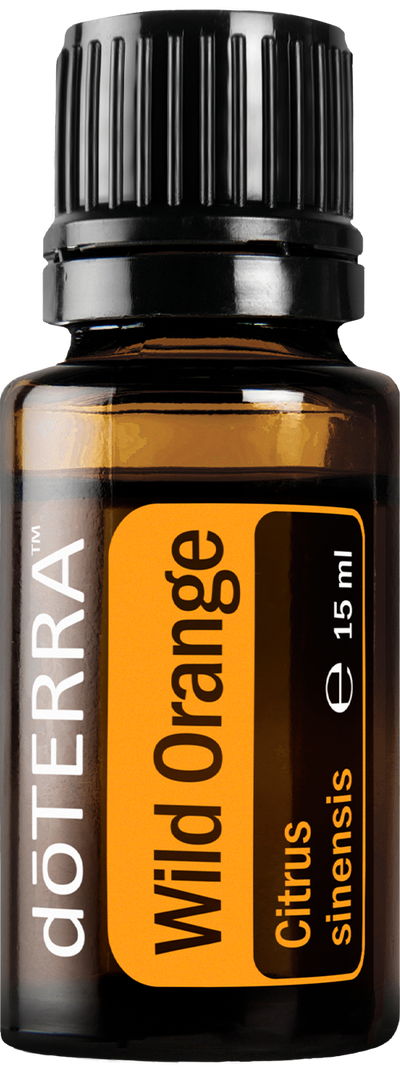 dōTERRA™
Wild Orange
Citrus
sinensis ℮ 15 ml